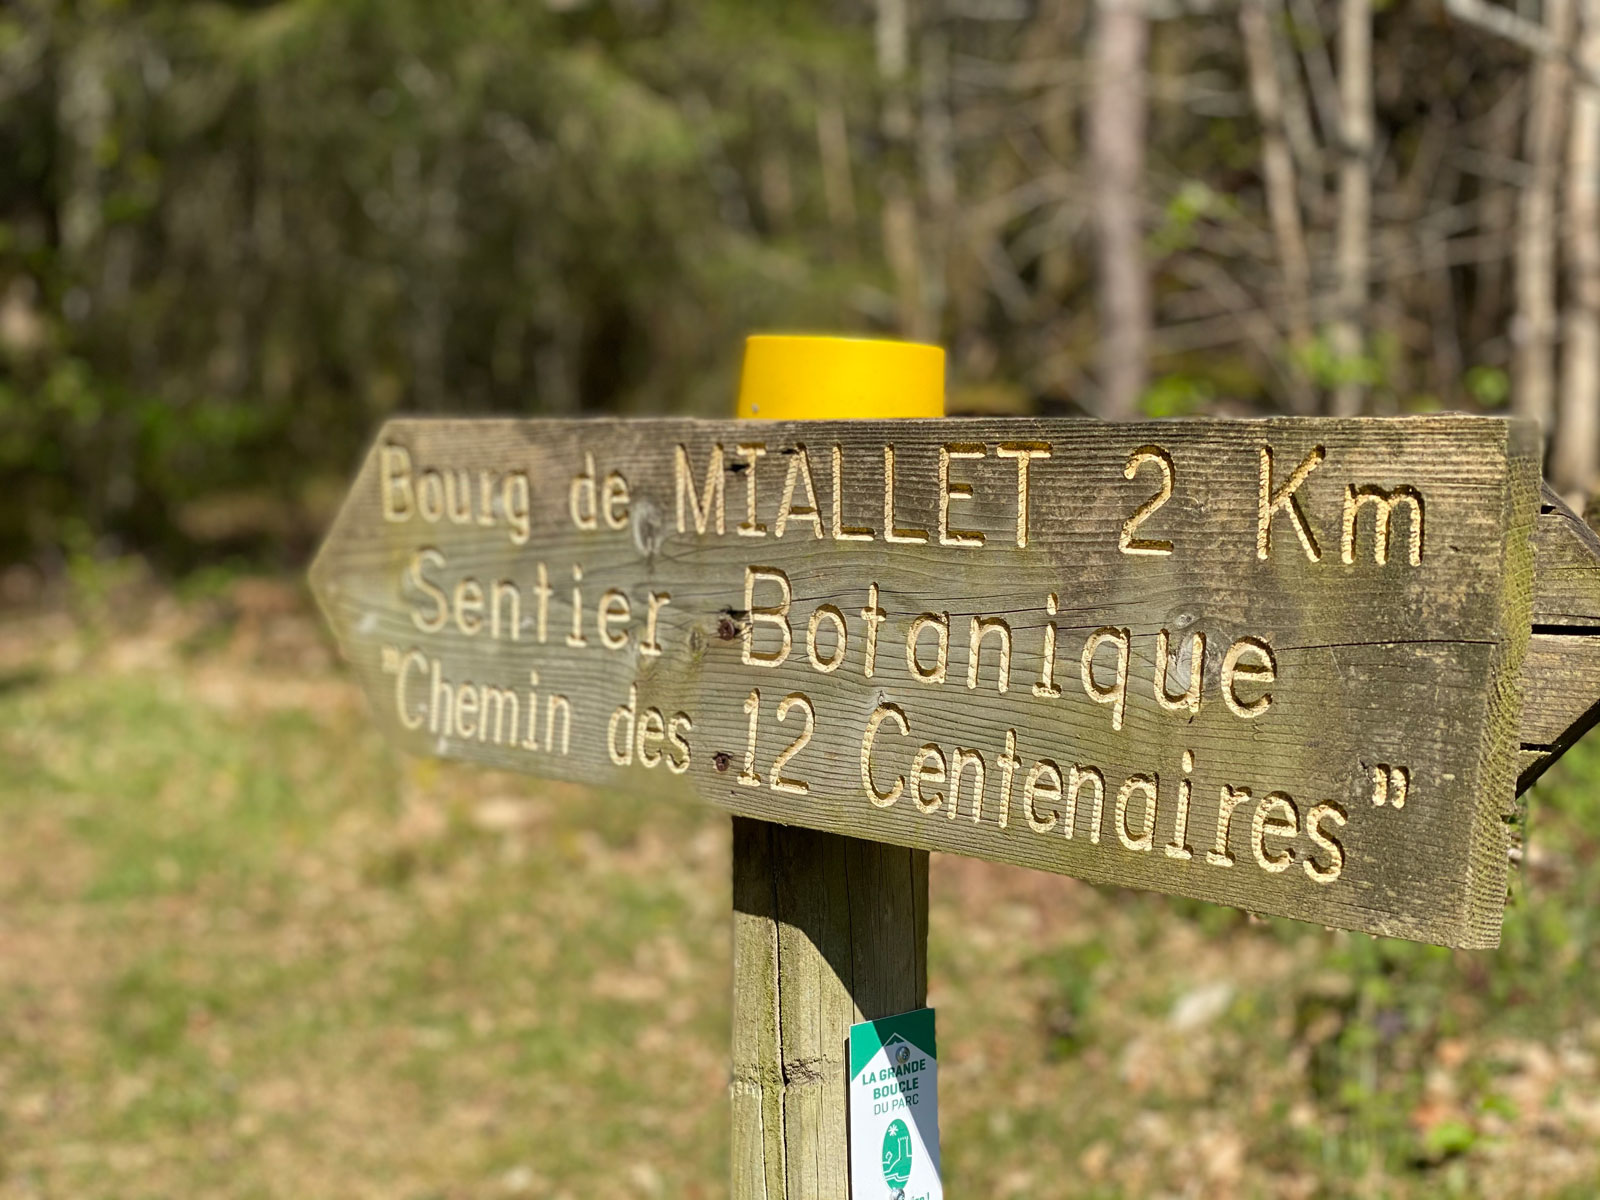 Bourg de MIALLET 2 Km
Sentier Botanique
"Chemin des 12 Centenaires"
LA GRANDE
BOUCLE
DU PARC